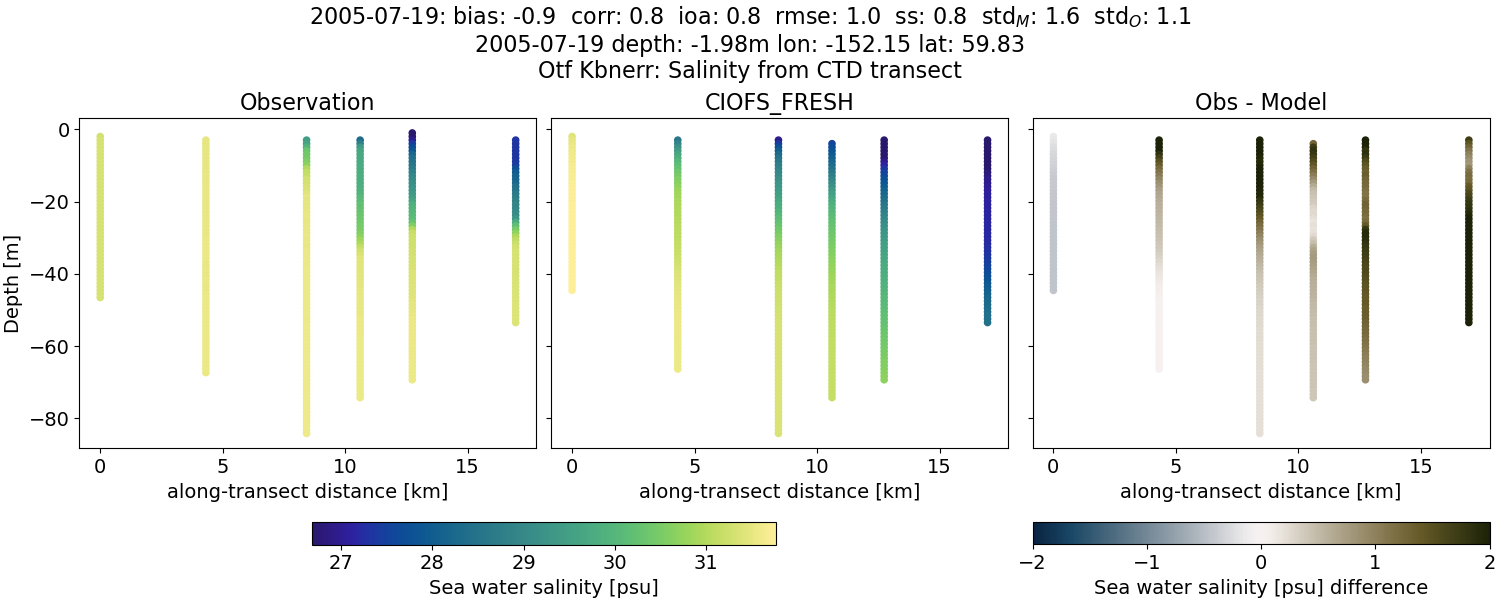 2005-07-19: bias: -0.9 corr: 0.8 ioa: 0.8 rmse: 1.0 ss: 0.8 std_M: 1.6 std_O: 1.1
2005-07-19 depth: -1.98m lon: -152.15 lat: 59.83
Otf Kbnerr: Salinity from CTD transect
Observation
CIOFS_FRESH
Obs - Model
Depth [m]
0
−20
−40
−60
−80
0 5 10 15
0 5 10 15
0 5 10 15
along-transect distance [km]
along-transect distance [km]
along-transect distance [km]
27 28 29 30 31
Sea water salinity [psu]
−2 −1 0 1 2
Sea water salinity [psu] difference